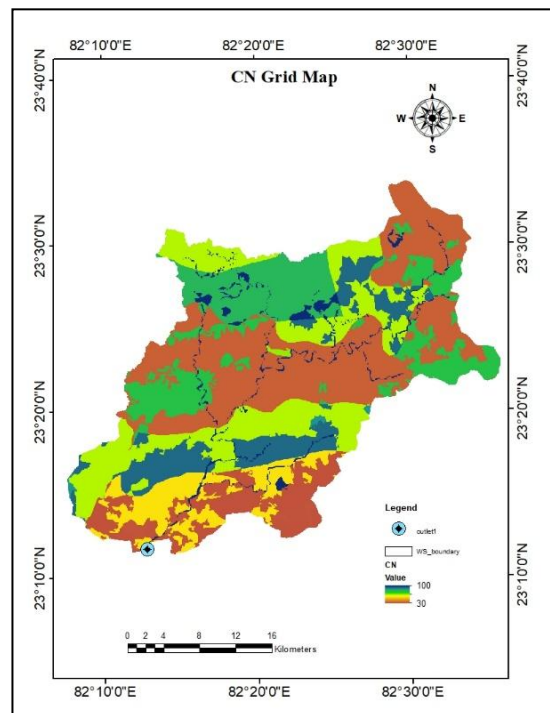 82°10'0"E 82°20'0"E 82°30'0"E
CN Grid Map
23°40'0"N 23°40'0"N
N
W E
S
23°30'0"N 23°30'0"N
23°20'0"N 23°20'0"N
Legend
outlet1
WS_boundary
CN
Value
100
30
23°10'0"N 23°10'0"N
0 2 4 8 12 16
Kilometers
82°10'0"E 82°20'0"E 82°30'0"E